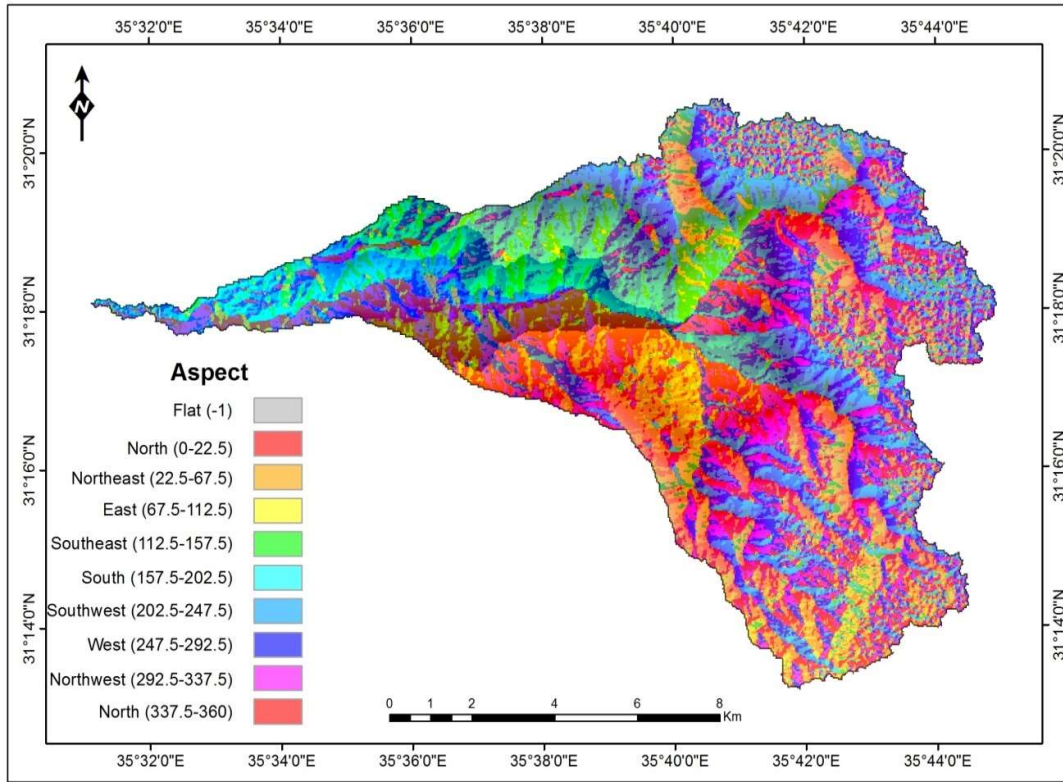 35°32'0"E 35°34'0"E 35°36'0"E 35°38'0"E 35°40'0"E 35°42'0"E 35°44'0"E
N
31°20'0"N 31°20'0"N
31°18'0"N 31°18'0"N
31°16'0"N 31°16'0"N
31°14'0"N 31°14'0"N
Aspect
Flat (-1)
North (0-22.5)
Northeast (22.5-67.5)
East (67.5-112.5)
Southeast (112.5-157.5)
South (157.5-202.5)
Southwest (202.5-247.5)
West (247.5-292.5)
Northwest (292.5-337.5)
North (337.5-360)
0 1 2 4 6 8
Km
35°32'0"E 35°34'0"E 35°36'0"E 35°38'0"E 35°40'0"E 35°42'0"E 35°44'0"E